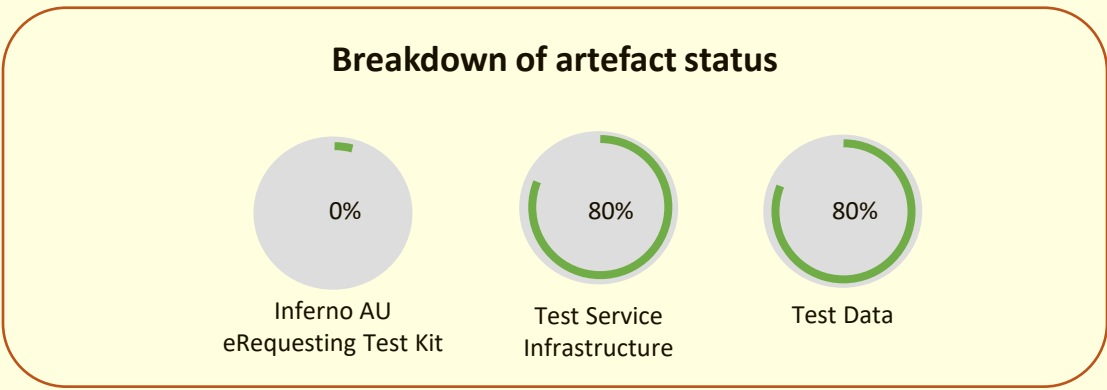 Breakdown of artefact status
0%
80%
80%
Inferno AU
eRequesting Test Kit
Test Service
Infrastructure
Test Data